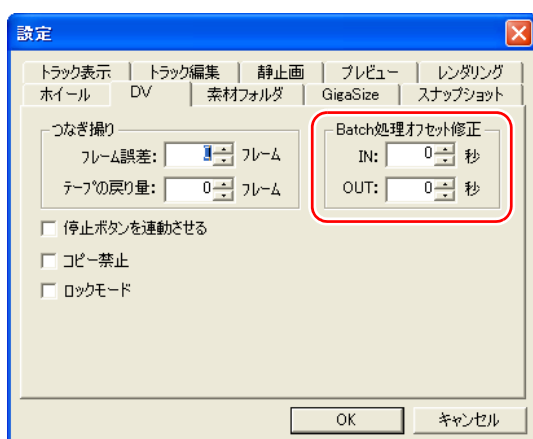 設定
トラック表示 トラック編集 静止画 プレビュー レンダリング
ホイール DV 素材フォルダ GigaSize スナップショット
つなぎ撮り
フレーム誤差: フレーム
テープの戻り量: 0 フレーム
Batch処理オフセット修正
IN: 0 秒
OUT: 0 秒
停止ボタンを連動させる
コピー禁止
ロックモード
OK キャンセル